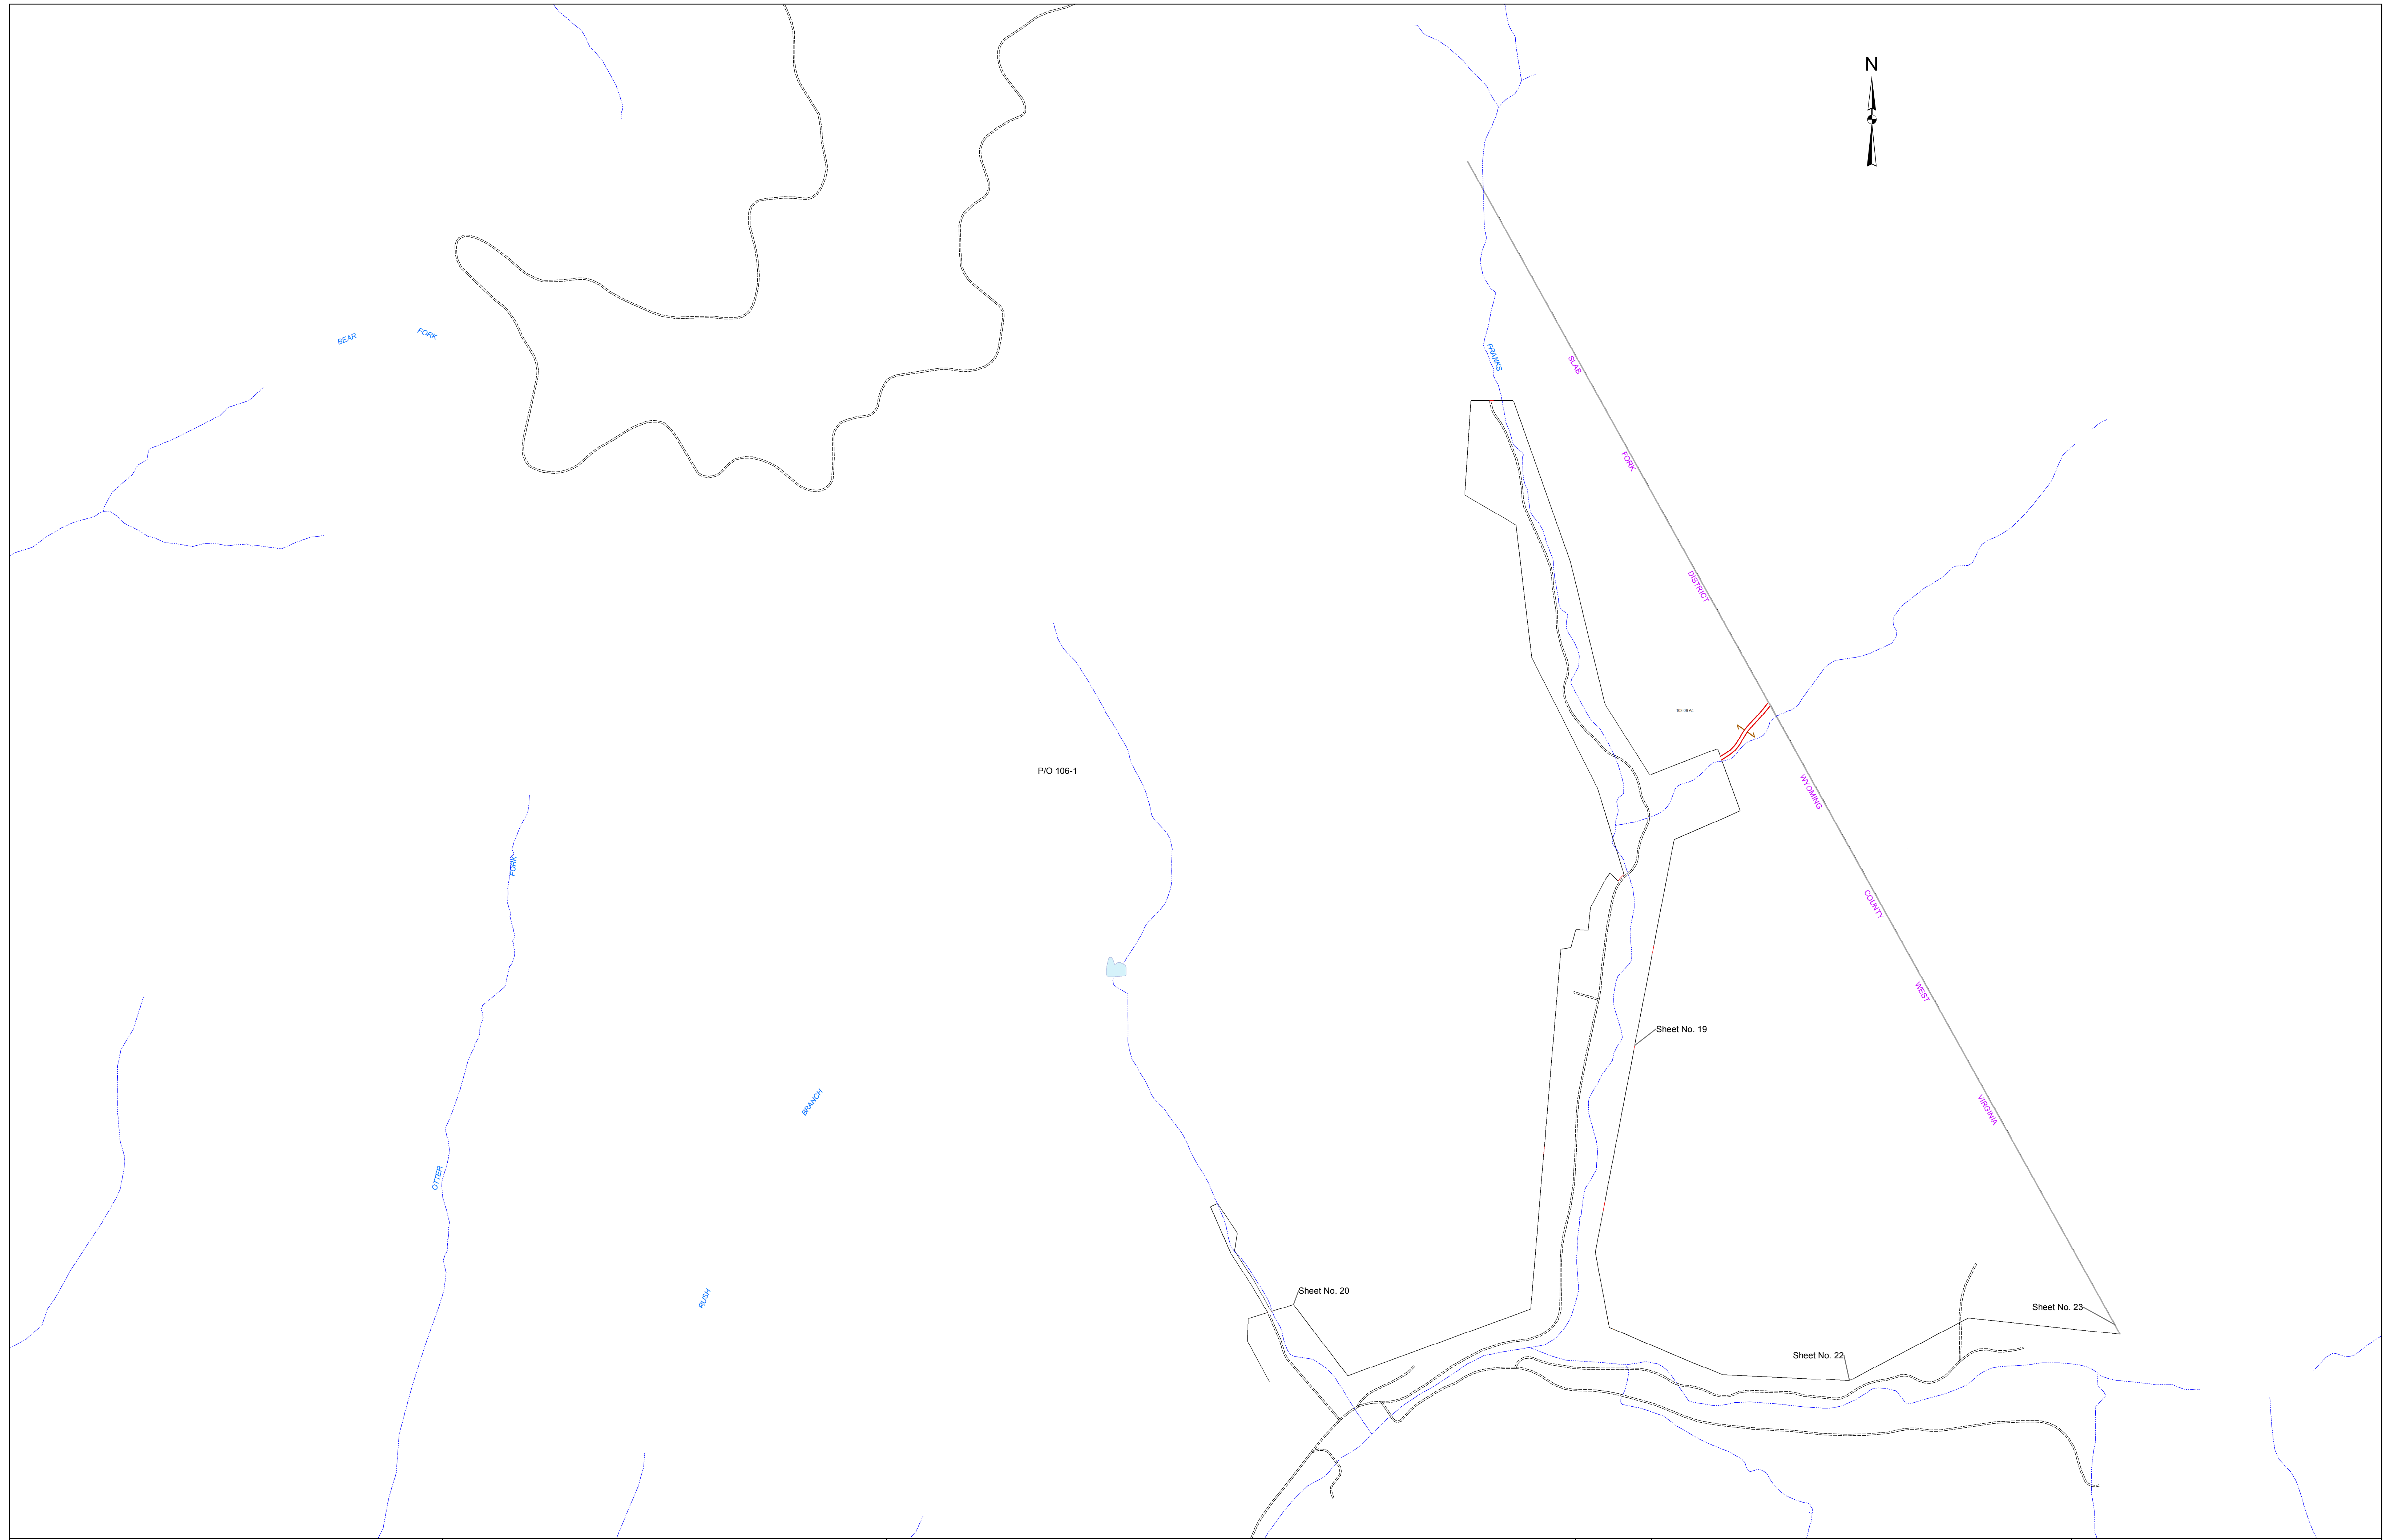 N
BEAR FORK
FRANKS
SLAB FORK DISTRICT WYOMING COUNTY WEST VIRGINIA
P/O 106-1
OTTER FORK
RUSH BRANCH
Sheet No. 19
Sheet No. 20
Sheet No. 23
Sheet No. 22